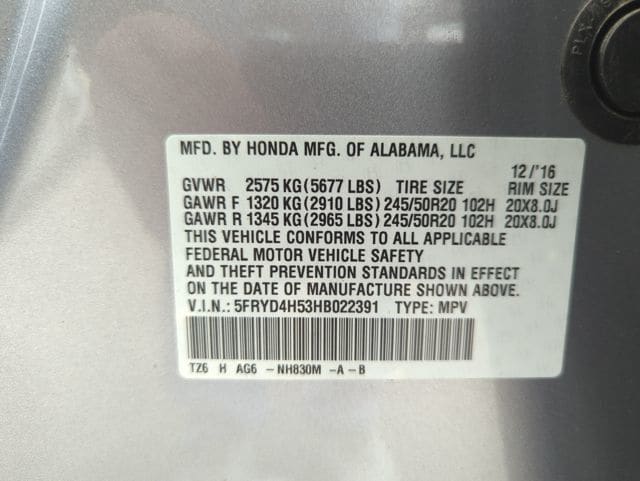 PLX-
MFD. BY HONDA MFG. OF ALABAMA, LLC
12/'16
GVWR 2575 KG(5677 LBS) TIRE SIZE RIM SIZE
GAWR F 1320 KG(2910 LBS) 245/50R20 102H 20X8.0J
GAWR R 1345 KG(2965 LBS) 245/50R20 102H 20X8.0J
THIS VEHICLE CONFORMS TO ALL APPLICABLE
FEDERAL MOTOR VEHICLE SAFETY
AND THEFT PREVENTION STANDARDS IN EFFECT
ON THE DATE OF MANUFACTURE SHOWN ABOVE.
V.I.N.: 5FRYD4H53HB022391 TYPE: MPV
TZ6 H AG6 -NH830M -A-B